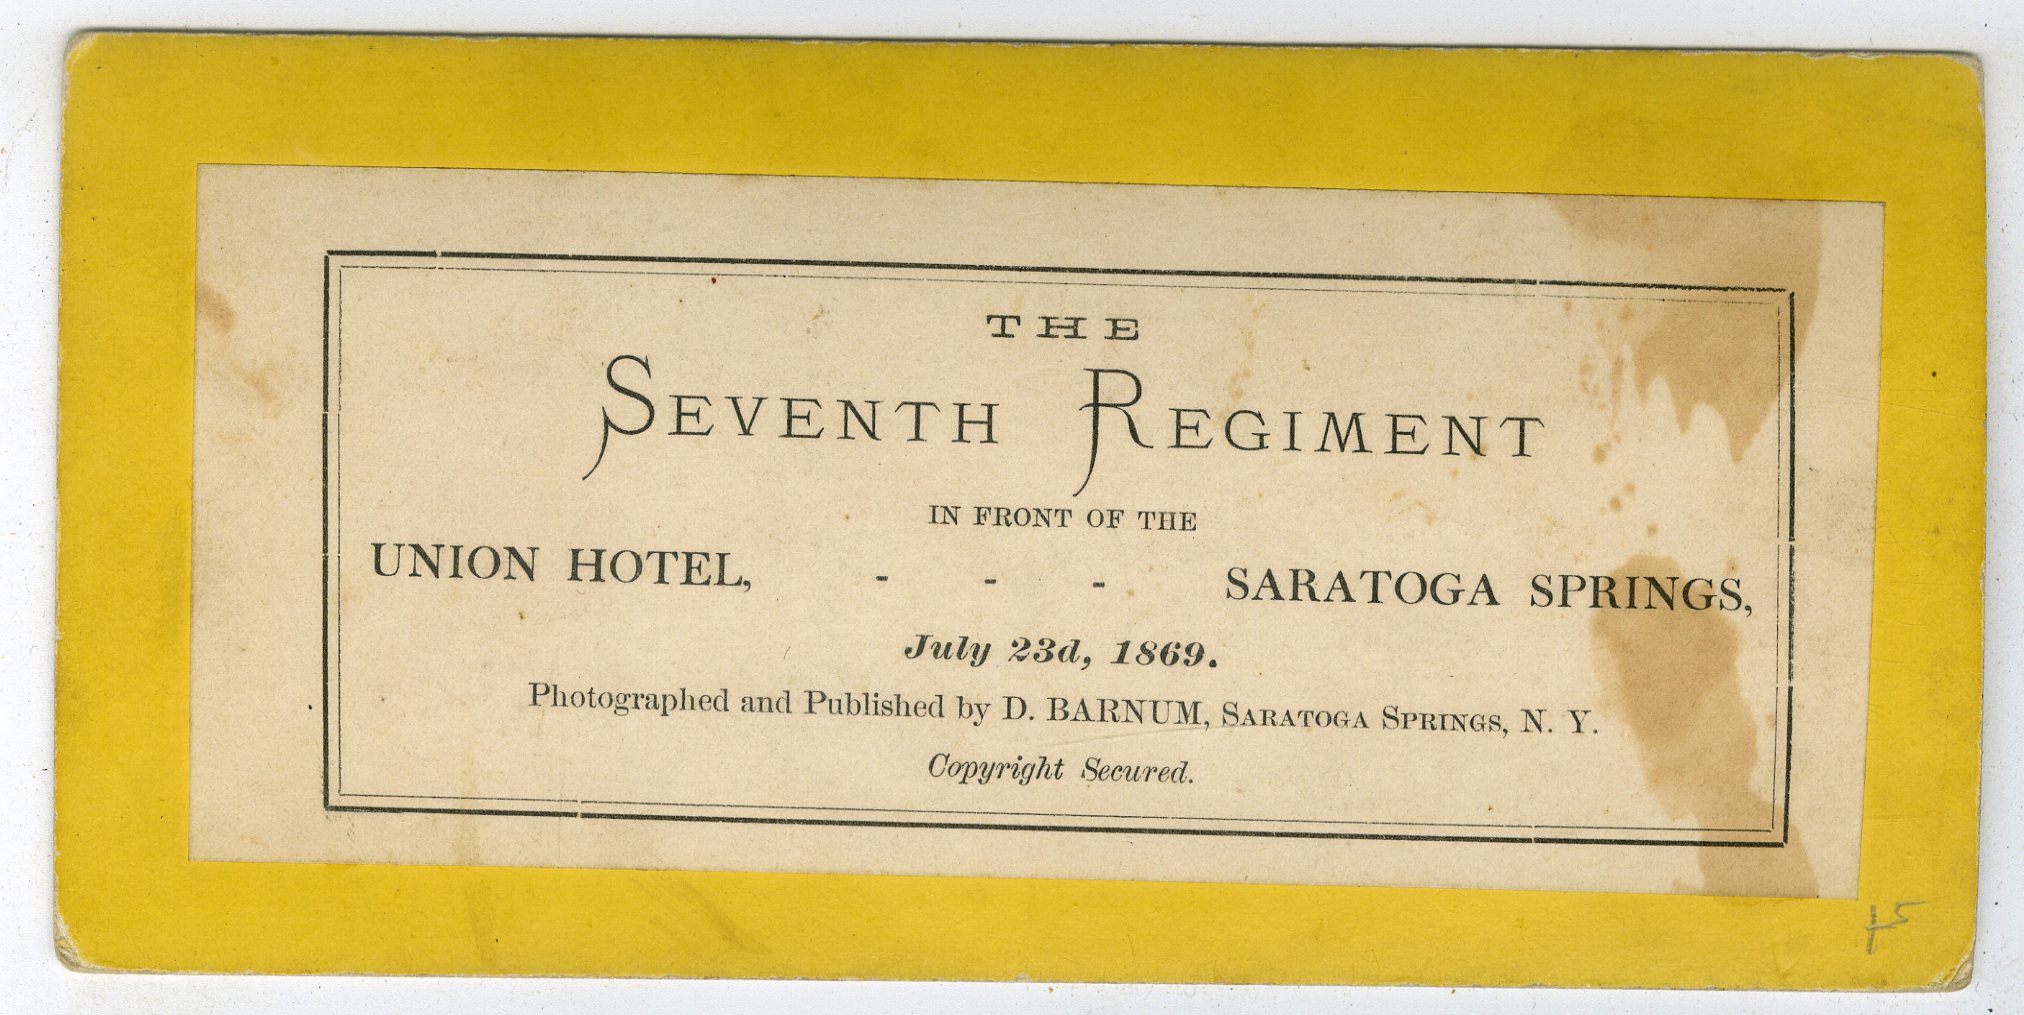 THE
SEVENTH REGIMENT
IN FRONT OF THE
UNION HOTEL, - - - SARATOGA SPRINGS,
July 23d, 1869.
Photographed and Published by D. BARNUM, SARATOGA SPRINGS, N. Y.
Copyright Secured.